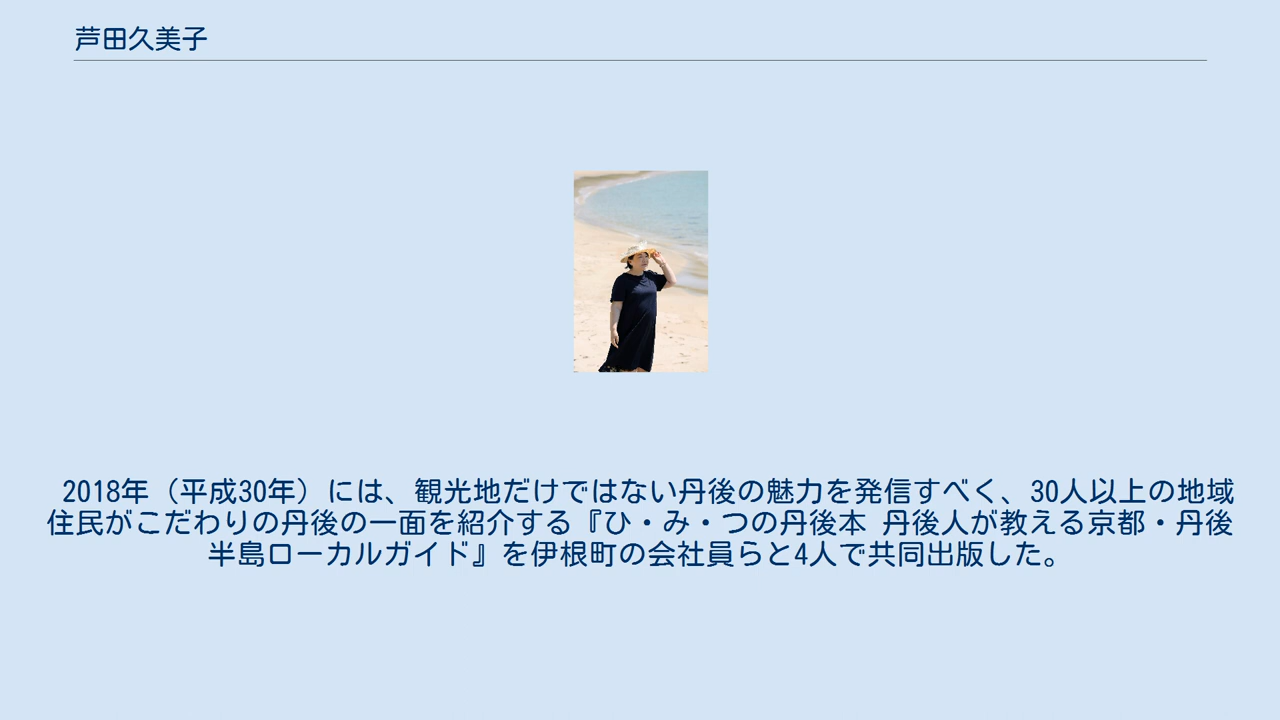 芦田久美子
2018年（平成30年）には、観光地だけではない丹後の魅力を発信すべく、30人以上の地域
住民がこだわりの丹後の一面を紹介する『ひ・み・つの丹後本 丹後人が教える京都・丹後
半島ローカルガイド』を伊根町の会社員らと4人で共同出版した。